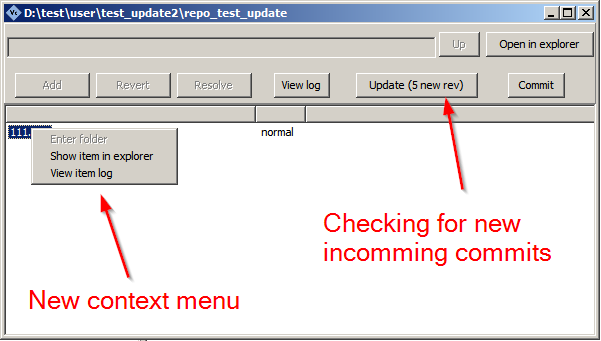 Vc D:\test\user\test_update2\repo_test_update
Up Open in explorer
Add Revert Resolve View log Update (5 new rev) Commit
111. normal
Enter folder
Show item in explorer
View item log
Checking for new
incomming commits
New context menu